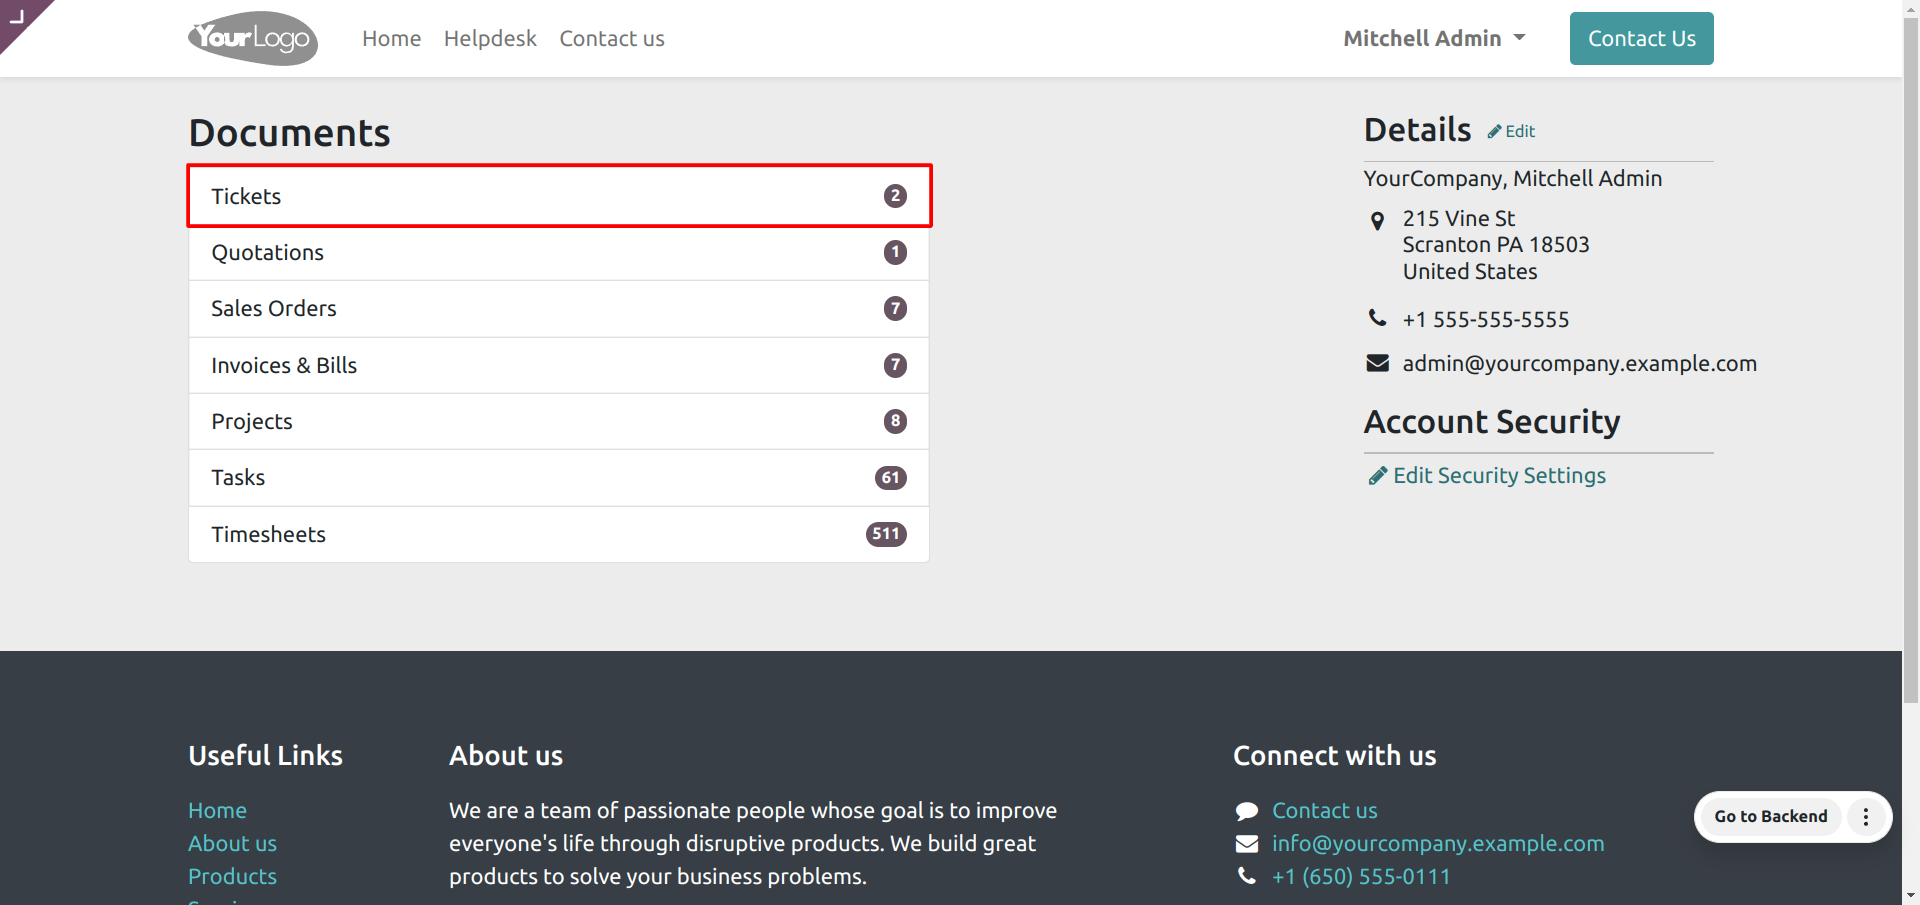 YourLogo
Home
Helpdesk
Contact us
Mitchell Admin
Contact Us
Documents
Tickets
2
Quotations
1
Sales Orders
7
Invoices & Bills
7
Projects
8
Tasks
61
Timesheets
511
Details
Edit
YourCompany, Mitchell Admin
215 Vine St
Scranton PA 18503
United States
+1 555-555-5555
admin@yourcompany.example.com
Account Security
Edit Security Settings
Useful Links
Home
About us
Products
About us
We are a team of passionate people whose goal is to improve
everyone's life through disruptive products. We build great
products to solve your business problems.
Connect with us
Contact us
info@yourcompany.example.com
+1 (650) 555-0111
Go to Backend